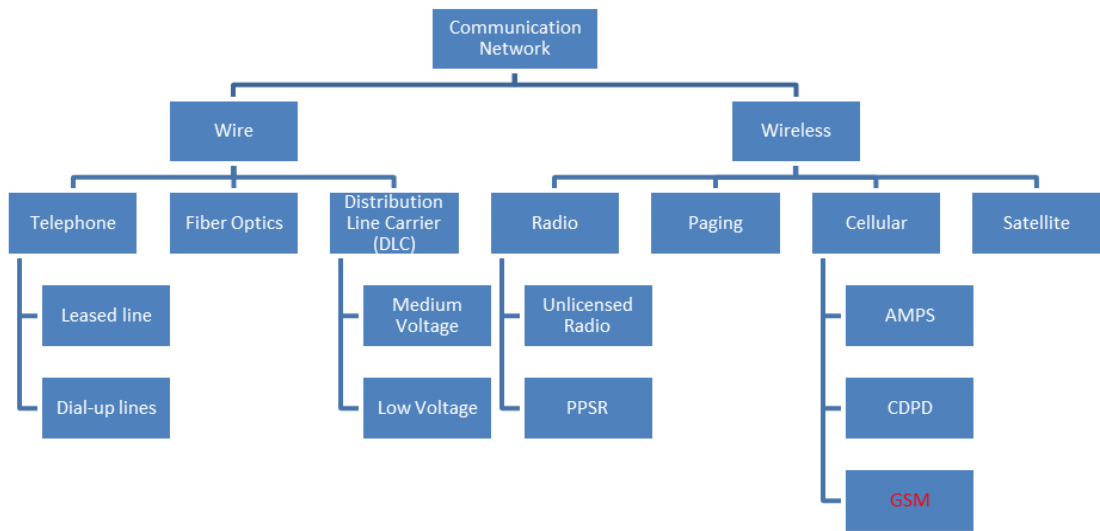 Communication
Network
Wire
Wireless
Telephone
Fiber Optics
Distribution
Line Carrier
(DLC)
Radio
Paging
Cellular
Satellite
Leased line
Medium
Voltage
Unlicensed
Radio
AMPS
Dial-up lines
Low Voltage
PPSR
CDPD
GSM